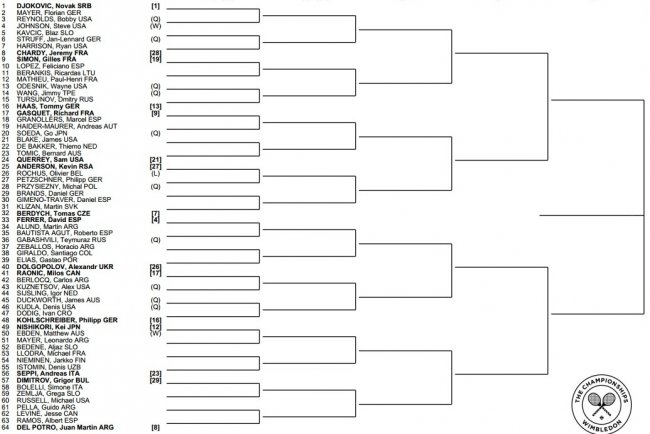 1 DJOKOVIC, Novak SRB [1]
2 MAYER, Florian GER
3 REYNOLDS, Bobby USA (Q)
4 JOHNSON, Steve USA (W)
5 KAVCIC, Blaz SLO
6 STRUFF, Jan-Lennard GER (Q)
7 HARRISON, Ryan USA
8 CHARDY, Jeremy FRA [28]
9 SIMON, Gilles FRA [19]
10 LOPEZ, Feliciano ESP
11 BERANKIS, Ricardas LTU
12 MATHIEU, Paul-Henri FRA
13 ODESNIK, Wayne USA (Q)
14 WANG, Jimmy TPE (Q)
15 TURSUNOV, Dmitry RUS
16 HAAS, Tommy GER [13]
17 GASQUET, Richard FRA [9]
18 GRANOLLERS, Marcel ESP
19 HAIDER-MAURER, Andreas AUT
20 SOEDA, Go JPN (Q)
21 BLAKE, James USA
22 DE BAKKER, Thiemo NED
23 TOMIC, Bernard AUS
24 QUERREY, Sam USA [21]
25 ANDERSON, Kevin RSA [27]
26 ROCHUS, Olivier BEL (L)
27 PETZSCHNER, Philipp GER
28 PRZYSIEZNY, Michal POL (Q)
29 BRANDS, Daniel GER
30 GIMENO-TRAVER, Daniel ESP
31 KLIZAN, Martin SVK
32 BERDYCH, Tomas CZE [7]
33 FERRER, David ESP [4]
34 ALUND, Martin ARG
35 BAUTISTA AGUT, Roberto ESP
36 GABASHVILI, Teymuraz RUS (Q)
37 ZEBALLOS, Horacio ARG
38 GIRALDO, Santiago COL
39 ELIAS, Gastao POR
40 DOLGOPOLOV, Alexandr UKR [26]
41 RAONIC, Milos CAN [17]
42 BERLOCQ, Carlos ARG
43 KUZNETSOV, Alex USA (Q)
44 SIJSLING, Igor NED
45 DUCKWORTH, James AUS (Q)
46 KUDLA, Denis USA (Q)
47 DODIG, Ivan CRO
48 KOHLSCHREIBER, Philipp GER [16]
49 NISHIKORI, Kei JPN [12]
50 EBDEN, Matthew AUS (W)
51 MAYER, Leonardo ARG
52 BEDENE, Aljaz SLO
53 LLODRA, Michael FRA
54 NIEMINEN, Jarkko FIN
55 ISTOMIN, Denis UZB
56 SEPPI, Andreas ITA [23]
57 DIMITROV, Grigor BUL [29]
58 BOLELLI, Simone ITA
59 ZEMLJA, Grega SLO
60 RUSSELL, Michael USA
61 PELLA, Guido ARG
62 LEVINE, Jesse CAN
63 RAMOS, Albert ESP
64 DEL POTRO, Juan Martin ARG [8]
THE CHAMPIONSHIPS
WIMBLEDON